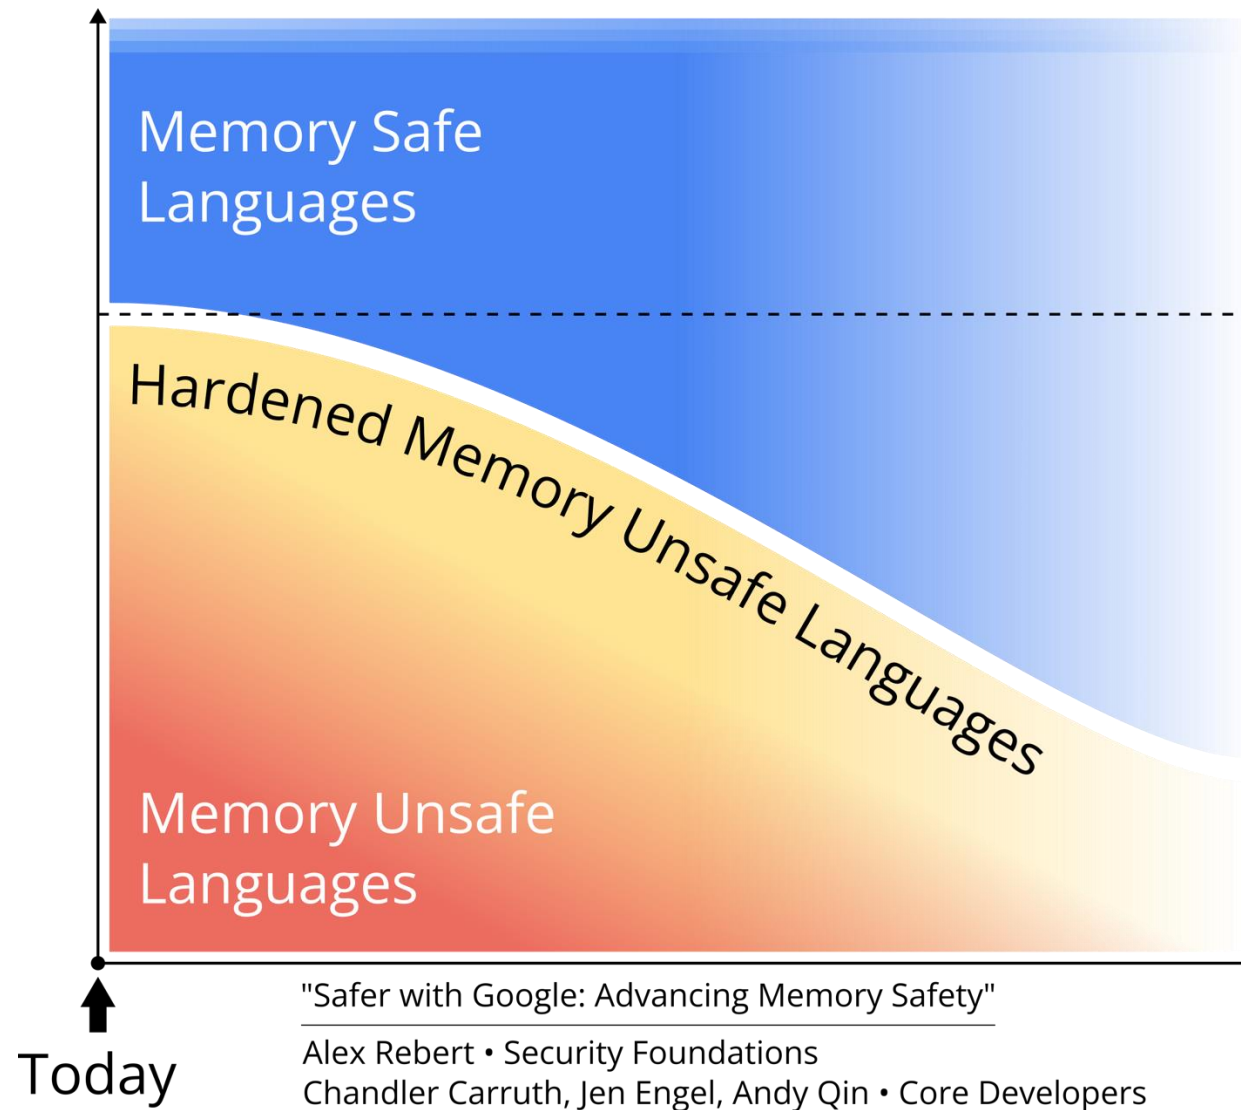 Memory Safe
Languages
Hardened Memory Unsafe Languages
Memory Unsafe
Languages
Today
"Safer with Google: Advancing Memory Safety"
Alex Rebert • Security Foundations
Chandler Carruth, Jen Engel, Andy Qin • Core Developers